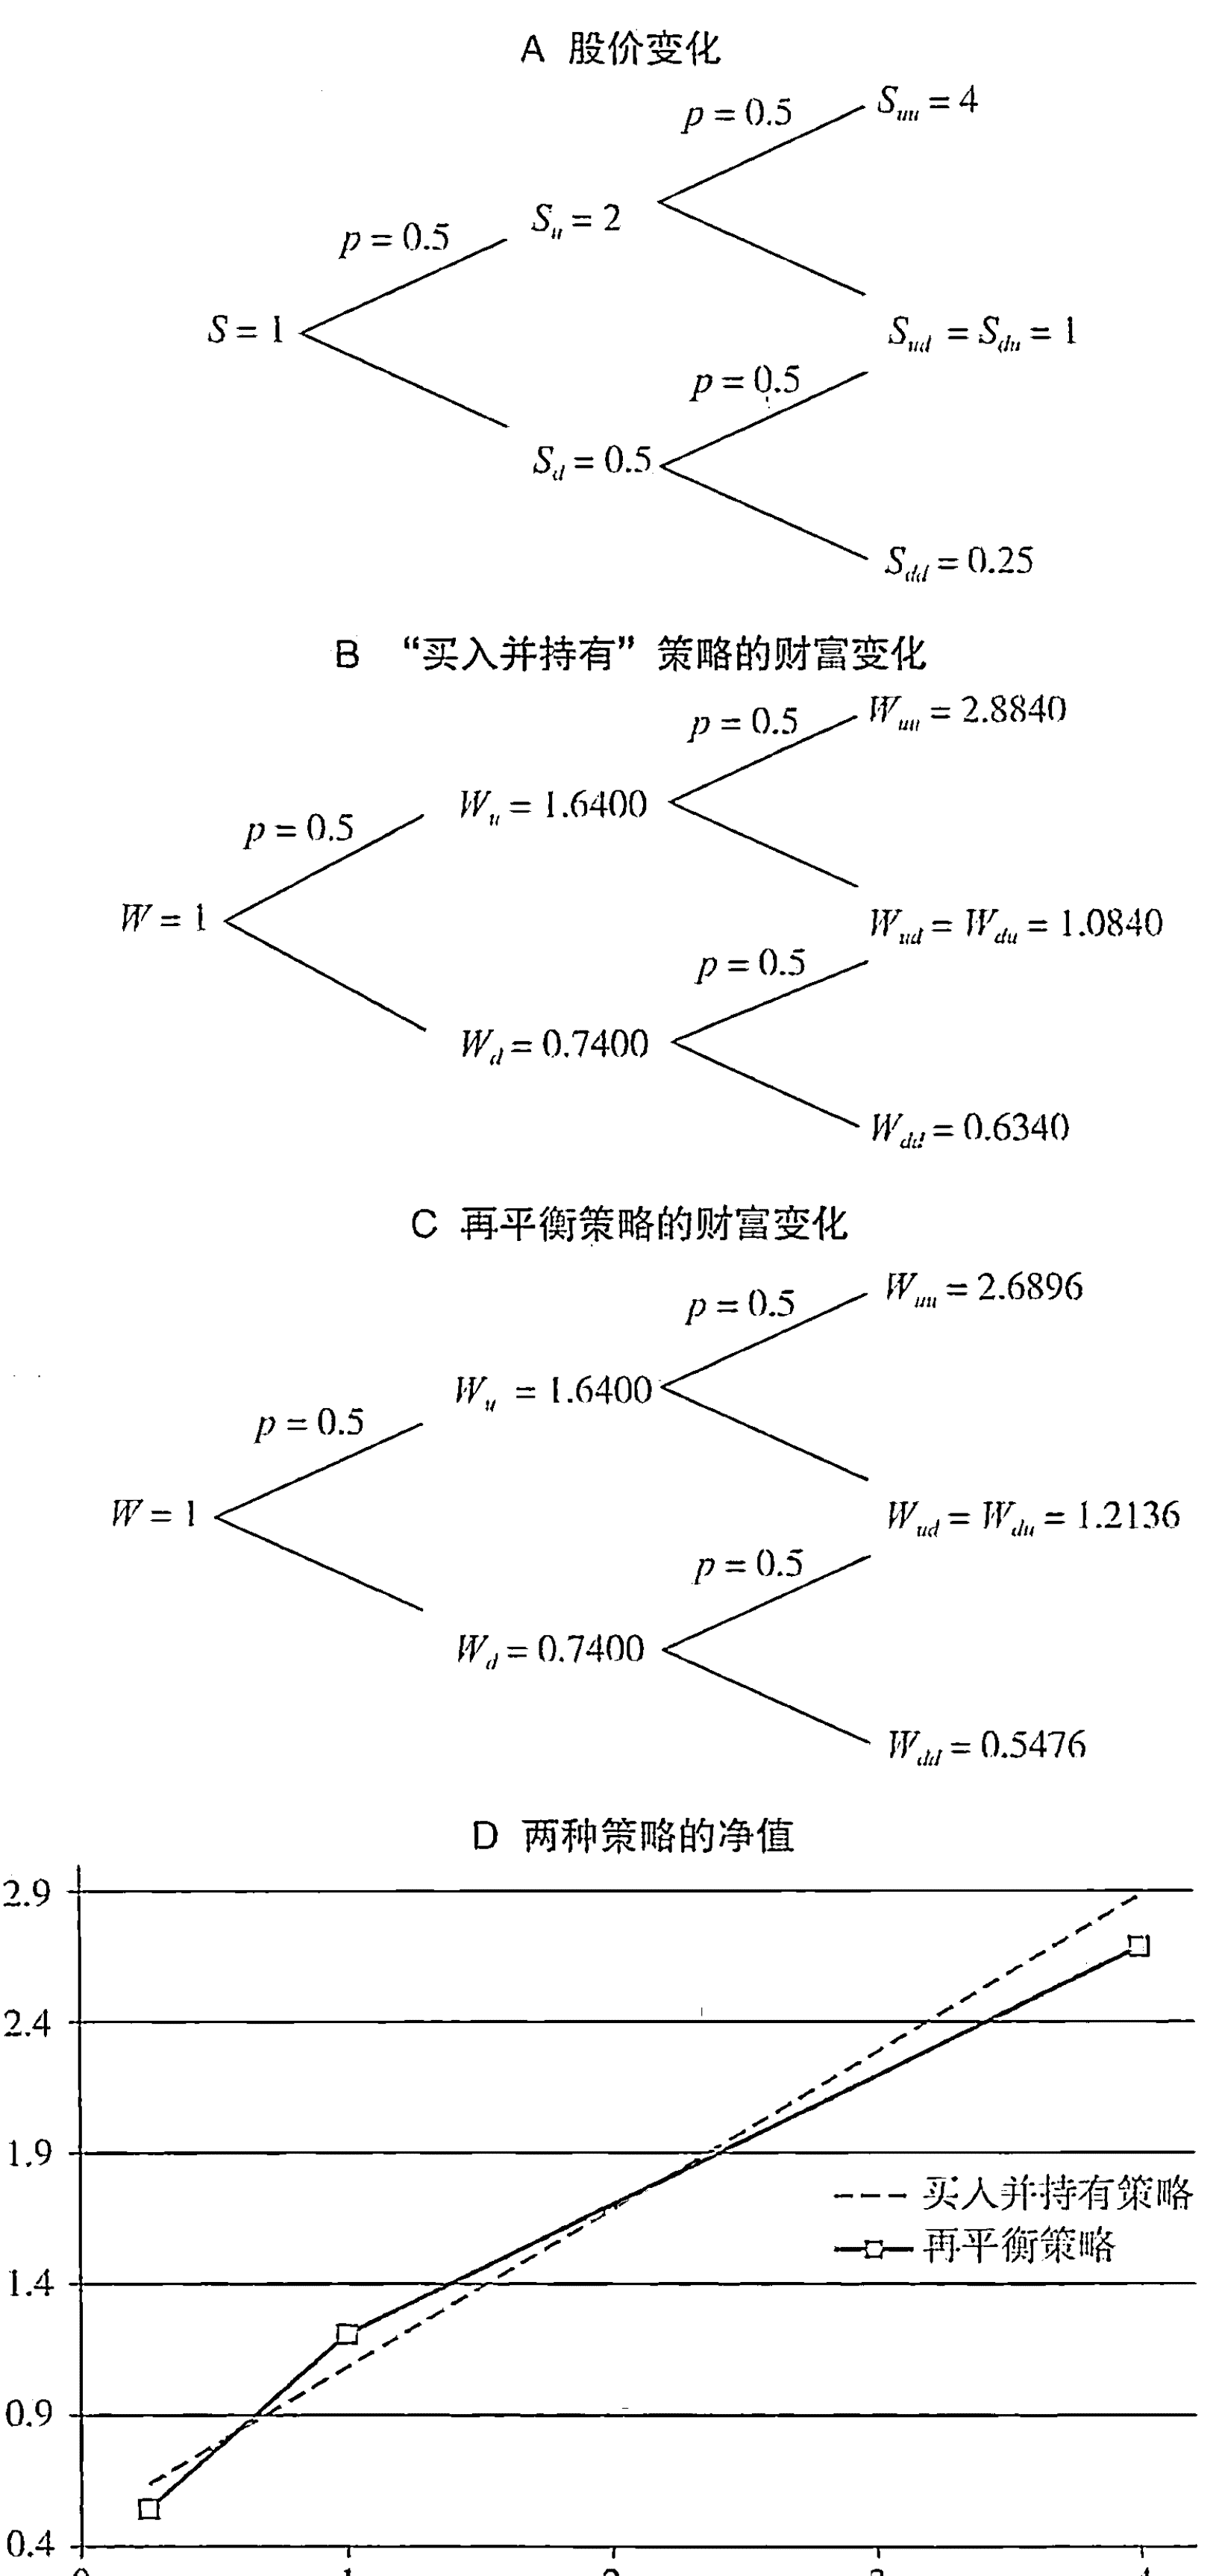 A 股价变化
p = 0.5
S_uu = 4
S_u = 2
p = 0.5
S = 1
S_ud = S_du = 1
p = 0.5
S_d = 0.5
S_dd = 0.25
B “买入并持有”策略的财富变化
p = 0.5
W_uu = 2.8840
W_u = 1.6400
p = 0.5
W = 1
W_ud = W_du = 1.0840
p = 0.5
W_d = 0.7400
W_dd = 0.6340
C 再平衡策略的财富变化
p = 0.5
W_uu = 2.6896
W_u = 1.6400
p = 0.5
W = 1
W_ud = W_du = 1.2136
p = 0.5
W_d = 0.7400
W_dd = 0.5476
D 两种策略的净值
2.9
2.4
1.9
买入并持有策略
再平衡策略
1.4
0.9
0.4